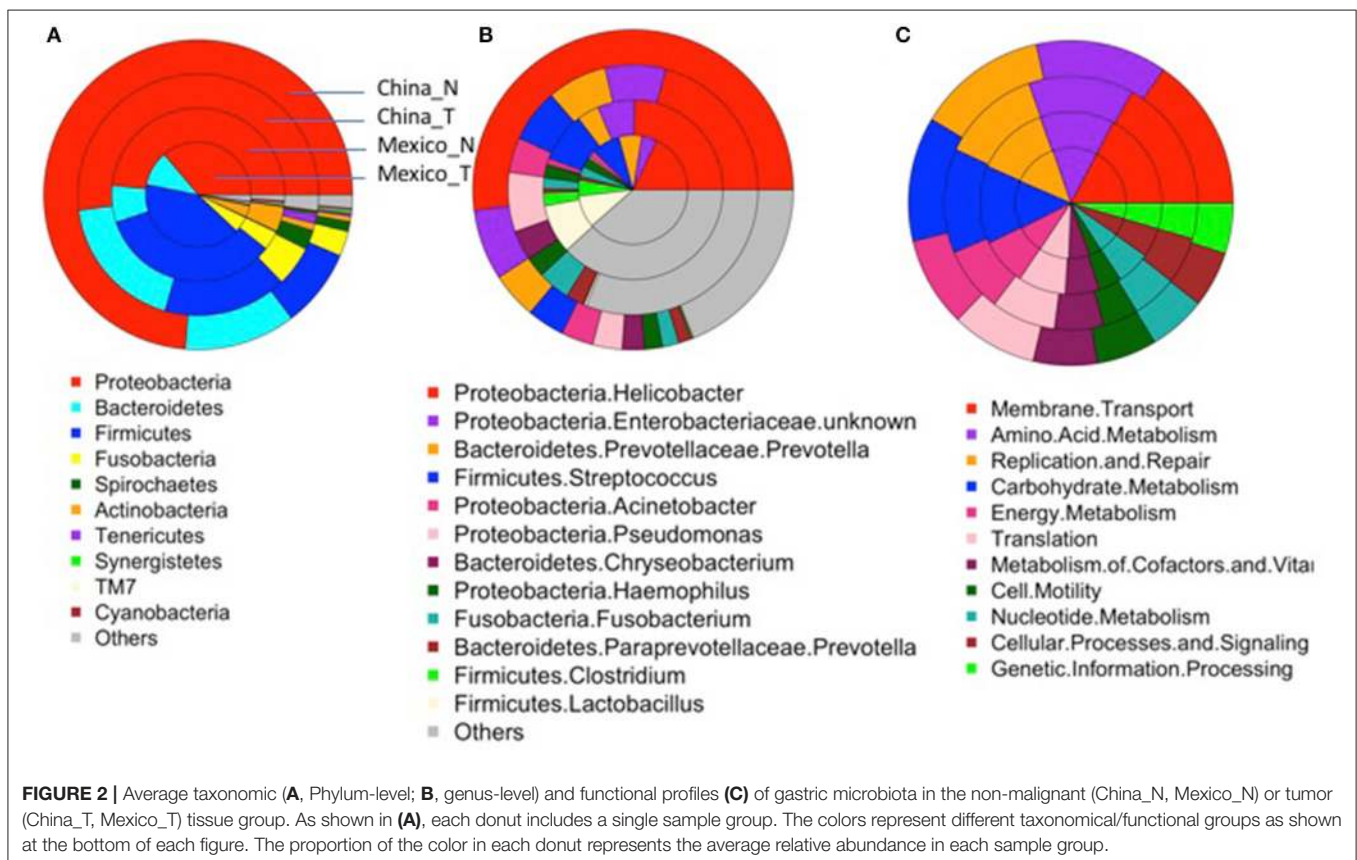 A
B
C
China_N
China_T
Mexico_N
Mexico_T
Proteobacteria
Bacteroidetes
Firmicutes
Fusobacteria
Spirochaetes
Actinobacteria
Tenericutes
Synergistetes
TM7
Cyanobacteria
Others
Proteobacteria.Helicobacter
Proteobacteria.Enterobacteriaceae.unknown
Bacteroidetes.Prevotellaceae.Prevotella
Firmicutes.Streptococcus
Proteobacteria.Acinetobacter
Proteobacteria.Pseudomonas
Bacteroidetes.Chryseobacterium
Proteobacteria.Haemophilus
Fusobacteria.Fusobacterium
Bacteroidetes.Paraprevotellaceae.Prevotella
Firmicutes.Clostridium
Firmicutes.Lactobacillus
Others
Membrane.Transport
Amino.Acid.Metabolism
Replication.and.Repair
Carbohydrate.Metabolism
Energy.Metabolism
Translation
Metabolism.of.Cofactors.and.Vitai
Cell.Motility
Nucleotide.Metabolism
Cellular.Processes.and.Signaling
Genetic.Information.Processing
FIGURE 2 | Average taxonomic (A, Phylum-level; B, genus-level) and functional profiles (C) of gastric microbiota in the non-malignant (China_N, Mexico_N) or tumor
(China_T, Mexico_T) tissue group. As shown in (A), each donut includes a single sample group. The colors represent different taxonomical/functional groups as shown
at the bottom of each figure. The proportion of the color in each donut represents the average relative abundance in each sample group.